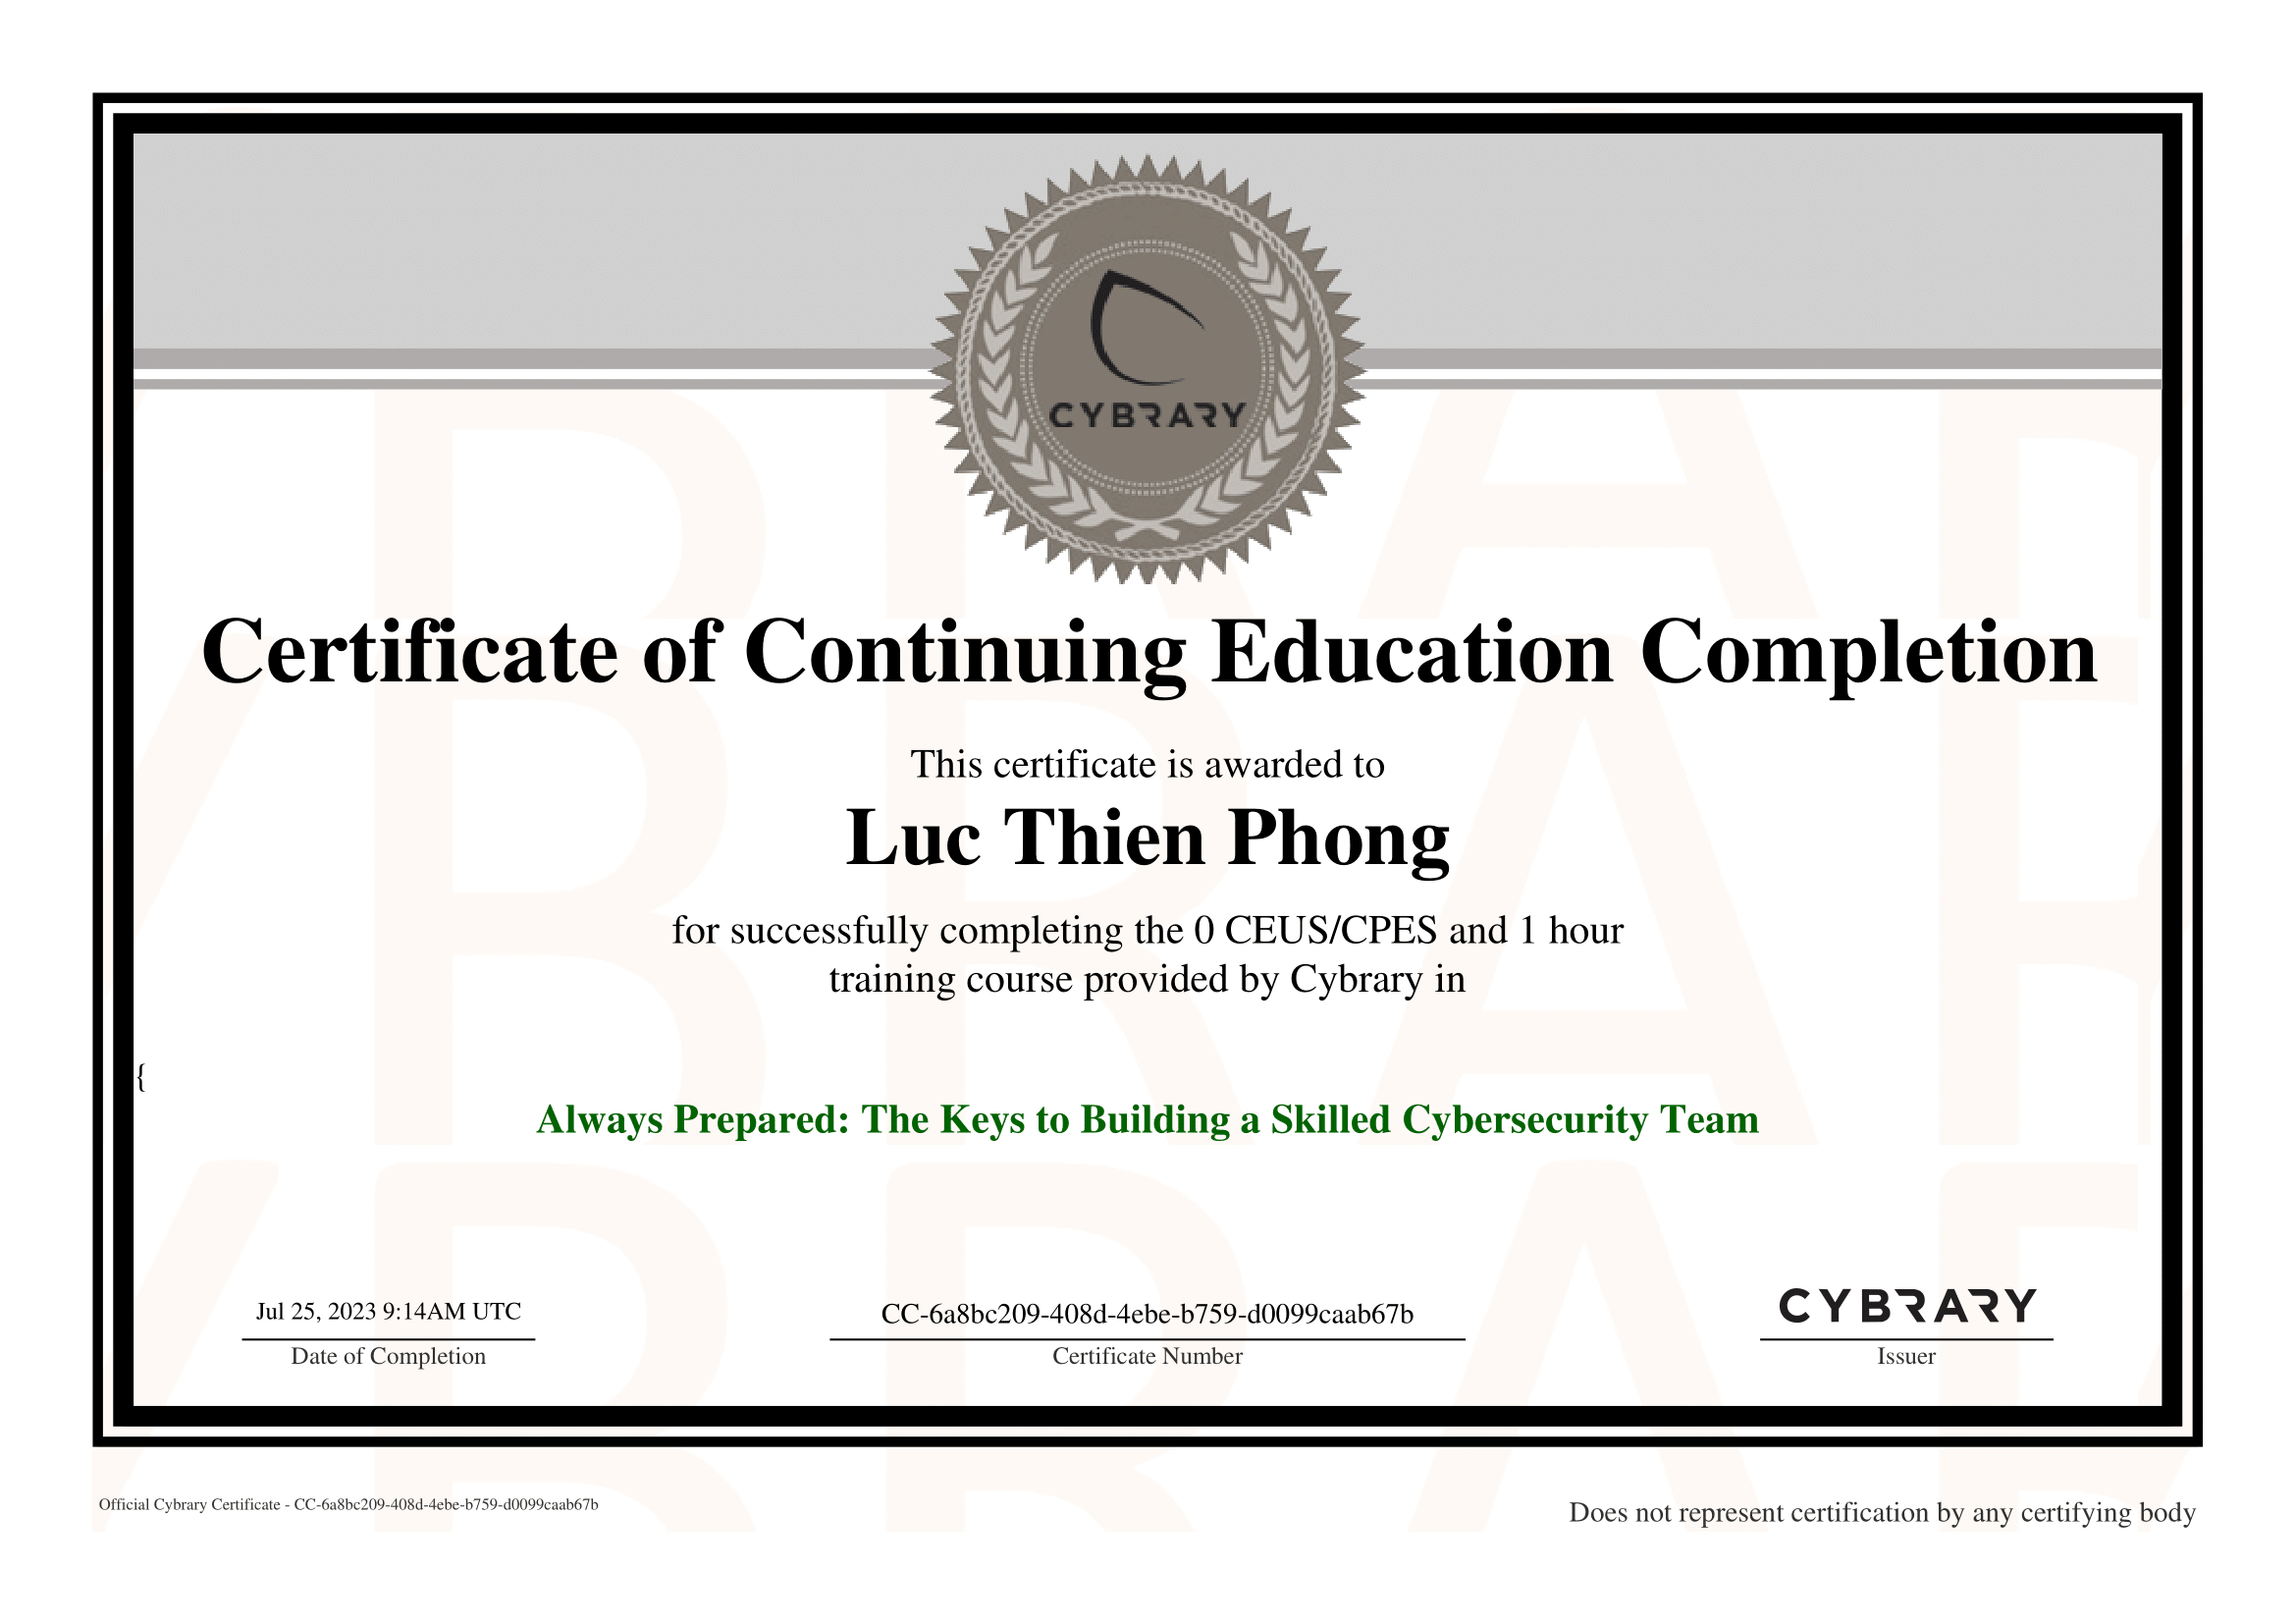 CYBRARY
Certificate of Continuing Education Completion
This certificate is awarded to
Luc Thien Phong
for successfully completing the 0 CEUS/CPES and 1 hour
training course provided by Cybrary in
{
Always Prepared: The Keys to Building a Skilled Cybersecurity Team
Jul 25, 2023 9:14AM UTC
Date of Completion
CC-6a8bc209-408d-4ebe-b759-d0099caab67b
Certificate Number
CYBRARY
Issuer
Official Cybrary Certificate - CC-6a8bc209-408d-4ebe-b759-d0099caab67b
Does not represent certification by any certifying body